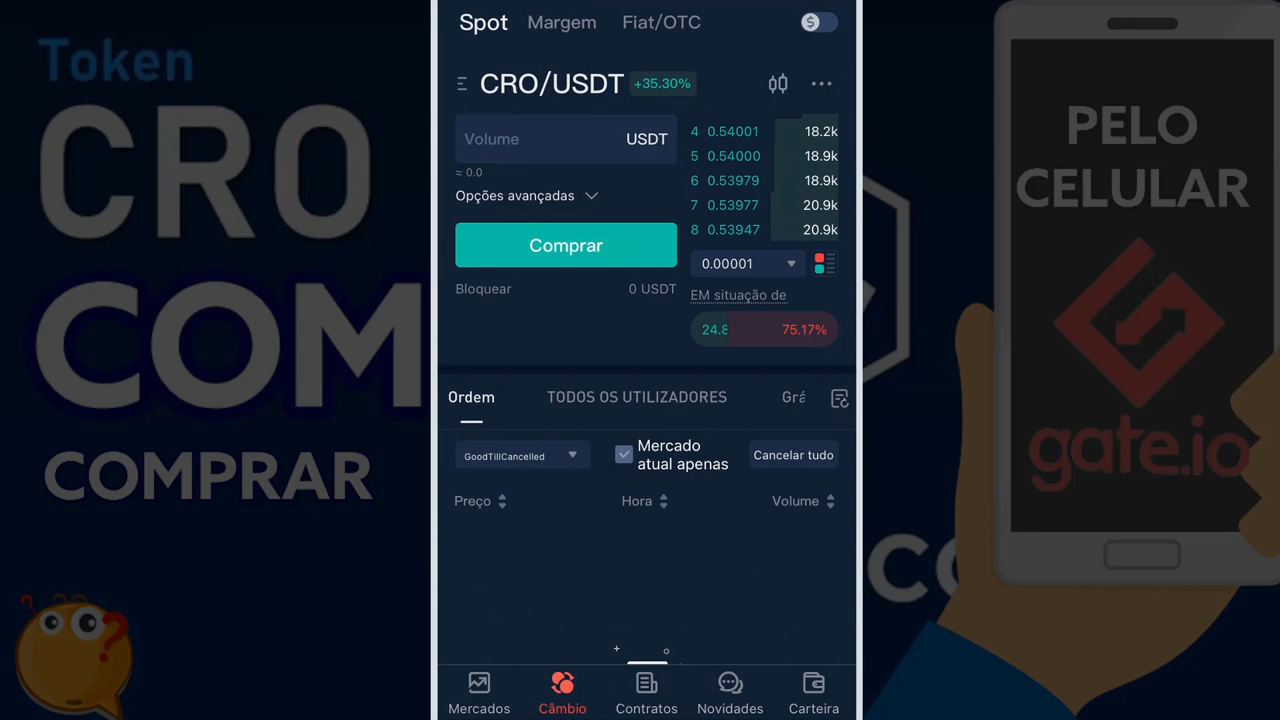 Token
CRO
COM
COMPRAR
Spot Margem Fiat/OTC $
CRO/USDT +35.30%
Volume USDT
≈ 0.0
Opções avançadas
Comprar
Bloquear 0 USDT
4 0.54001 18.2k
5 0.54000 18.9k
6 0.53979 18.9k
7 0.53977 20.9k
8 0.53947 20.9k
0.00001
EM situação de
24.8 75.17%
Ordem TODOS OS UTILIZADORES Grá
GoodTillCancelled
Mercado
atual apenas
Cancelar tudo
Preço Hora Volume
Mercados Câmbio Contratos Novidades Carteira
PELO
CELULAR
gate.io
CO